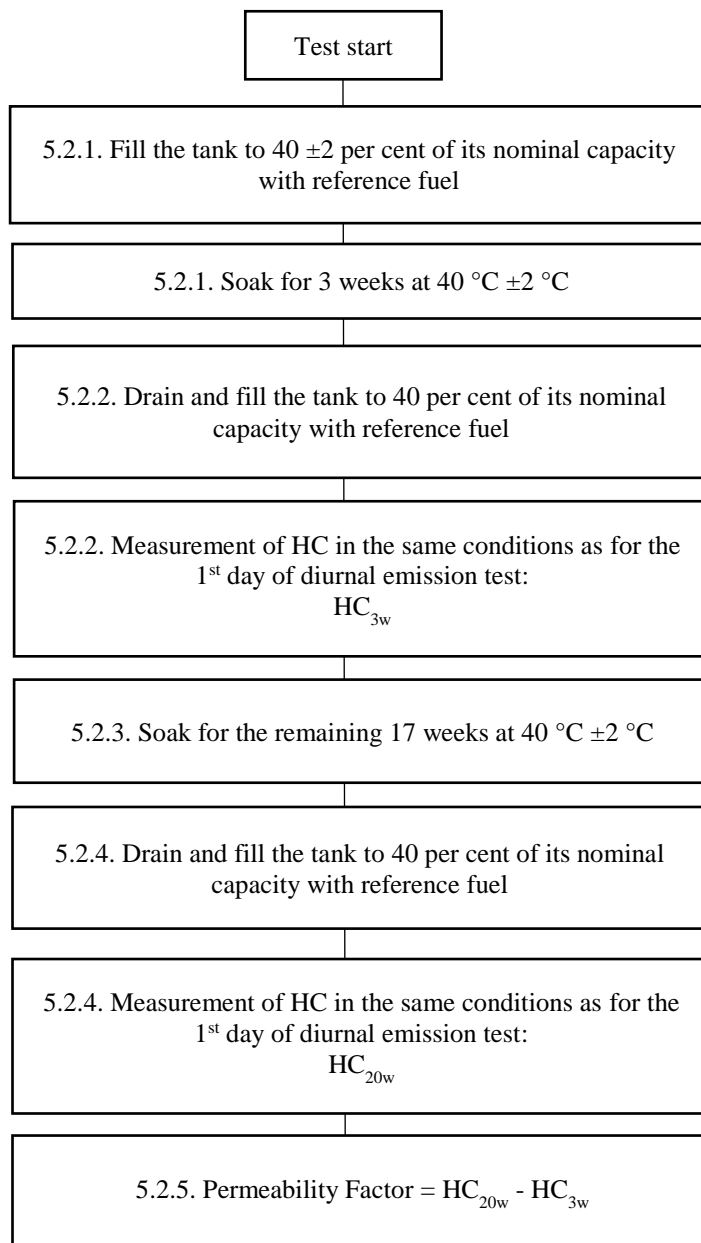 Test start
5.2.1. Fill the tank to 40 ±2 per cent of its nominal capacity
with reference fuel
5.2.1. Soak for 3 weeks at 40 °C ±2 °C
5.2.2. Drain and fill the tank to 40 per cent of its nominal
capacity with reference fuel
5.2.2. Measurement of HC in the same conditions as for the
1st day of diurnal emission test:
HC3w
5.2.3. Soak for the remaining 17 weeks at 40 °C ±2 °C
5.2.4. Drain and fill the tank to 40 per cent of its nominal
capacity with reference fuel
5.2.4. Measurement of HC in the same conditions as for the
1st day of diurnal emission test:
HC20w
5.2.5. Permeability Factor = HC20w - HC3w